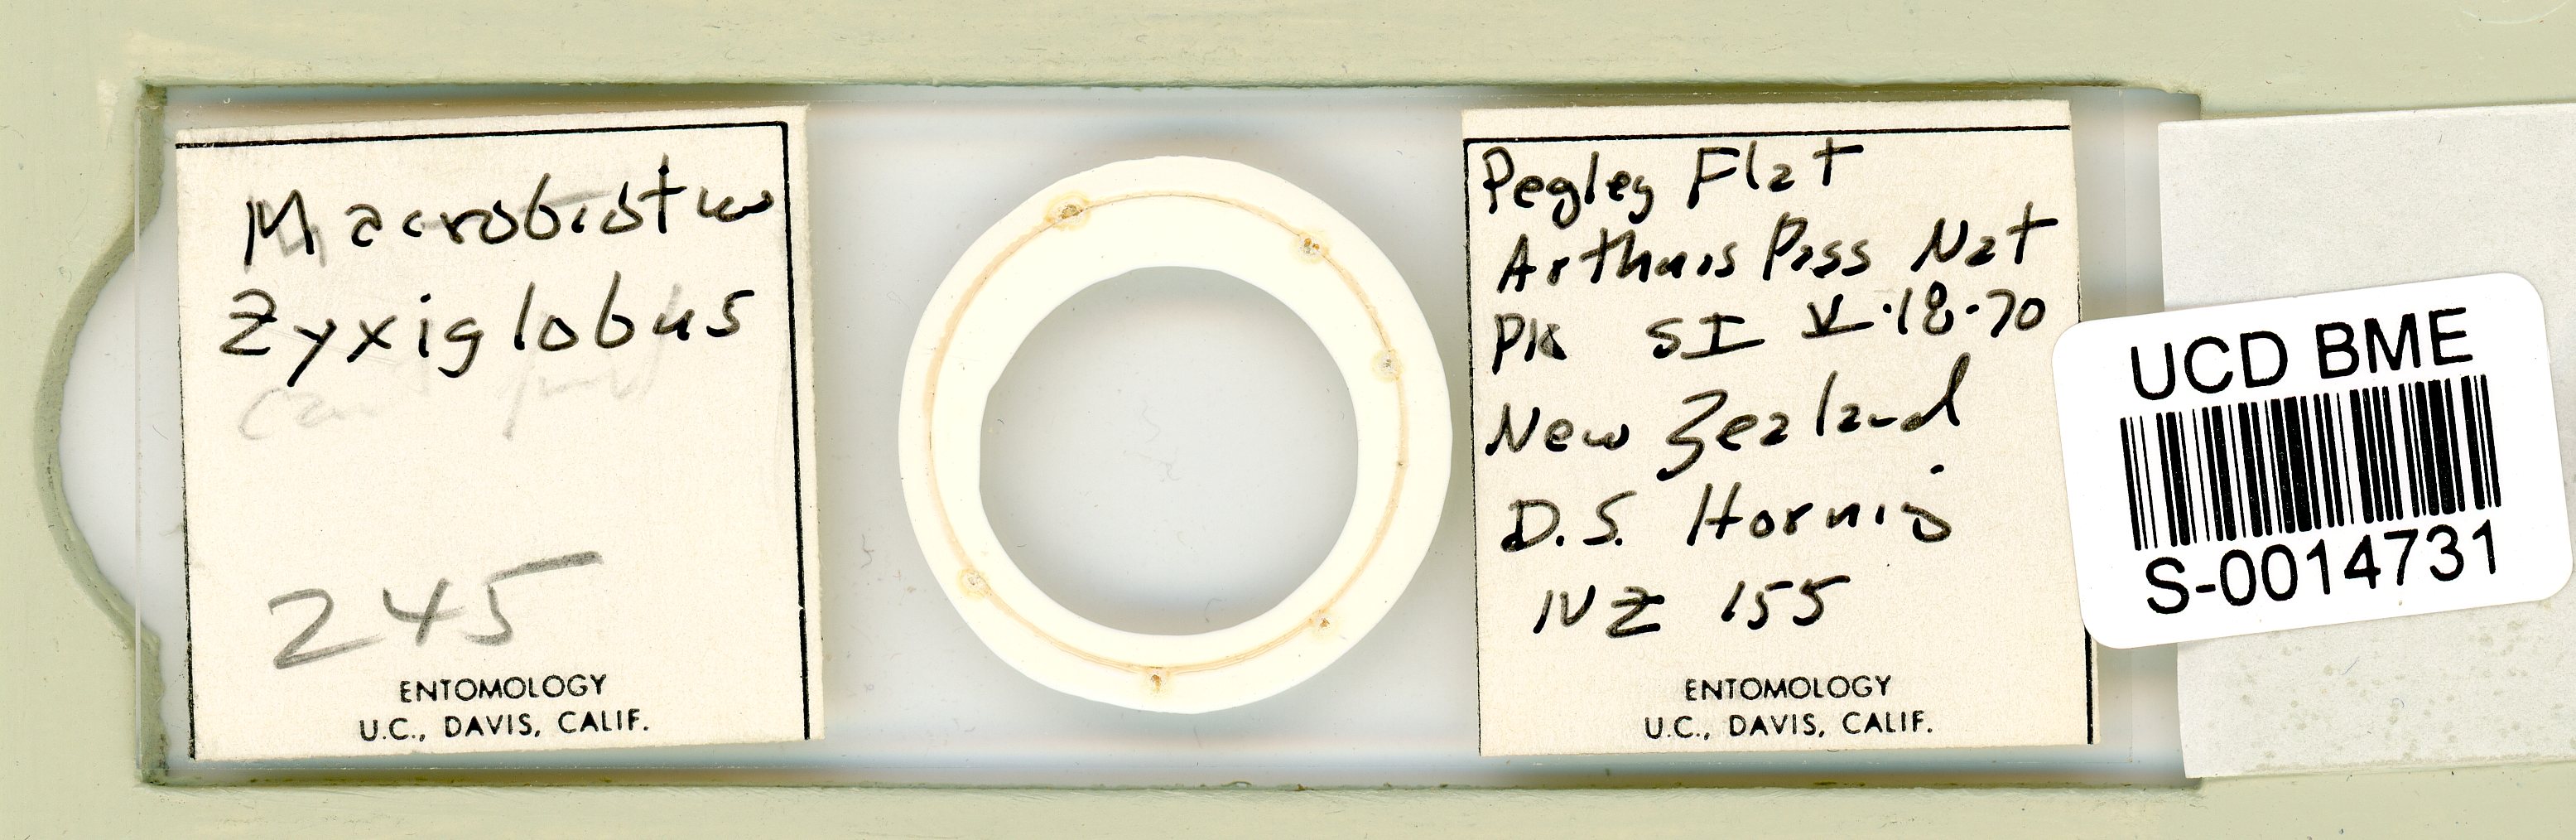 Macrobiotus
Zyxiglobus
245
ENTOMOLOGY
U.C., DAVIS, CALIF.
Pegley Flat
Arthurs Pass Nat
PK SI V·18·70
New Zealand
D.S. Hornig
NZ 155
ENTOMOLOGY
U.C., DAVIS, CALIF.
UCD BME
S-0014731